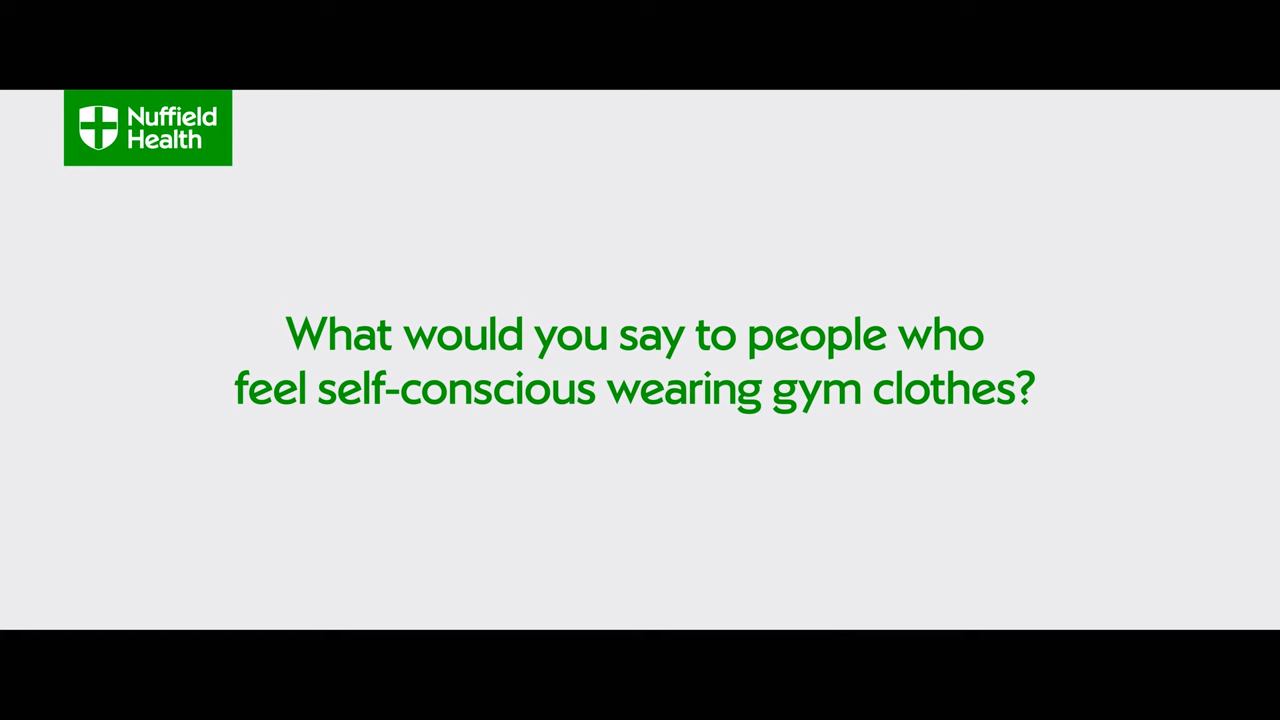 Nuffield
Health
What would you say to people who
feel self-conscious wearing gym clothes?